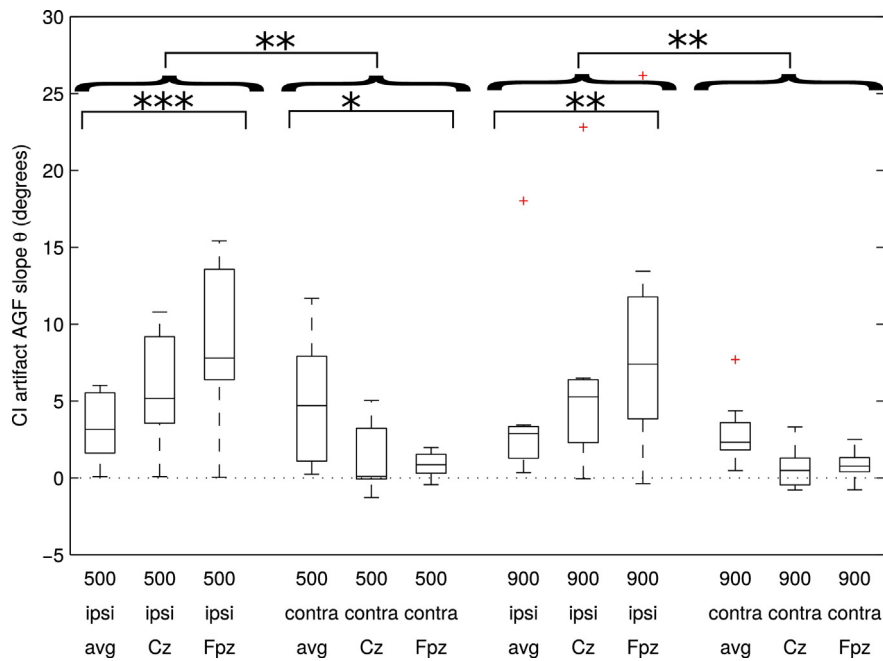 30
** **
25
*** * **
20
15
10
5
0
−5
CI artifact AGF slope θ (degrees)
500 500 500 500 500 500 900 900 900 900 900 900
ipsi ipsi ipsi contra contra contra ipsi ipsi ipsi contra contra contra
avg Cz Fpz avg Cz Fpz avg Cz Fpz avg Cz Fpz